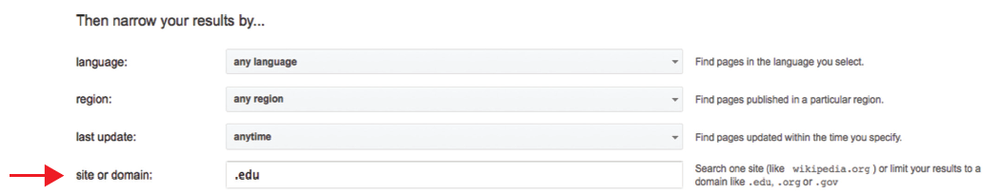 Then narrow your results by...
language: any language Find pages in the language you select.
region: any region Find pages published in a particular region.
last update: anytime Find pages updated within the time you specify.
site or domain: .edu Search one site (like wikipedia.org ) or limit your results to a
domain like .edu, .org or .gov